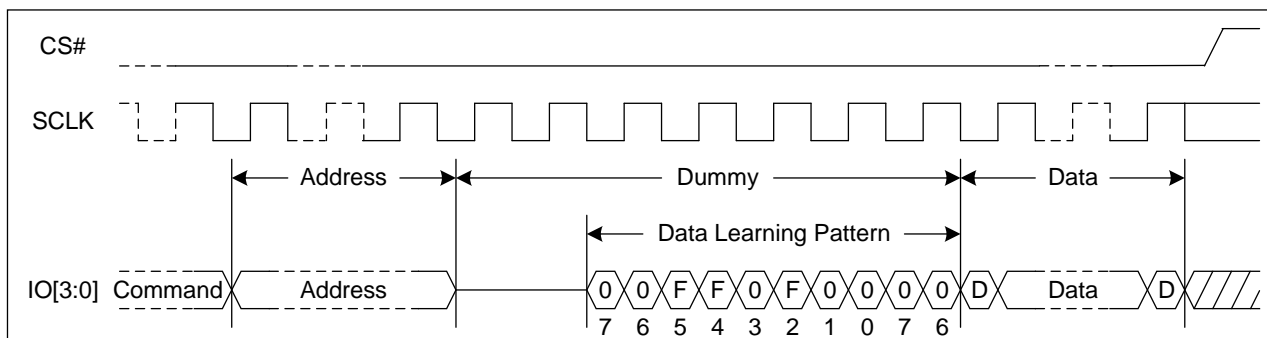 CS#
SCLK
Address Dummy Data
Data Learning Pattern
IO[3:0] Command Address 0 0 F F 0 F 0 0 0 0 D Data D
7 6 5 4 3 2 1 0 7 6